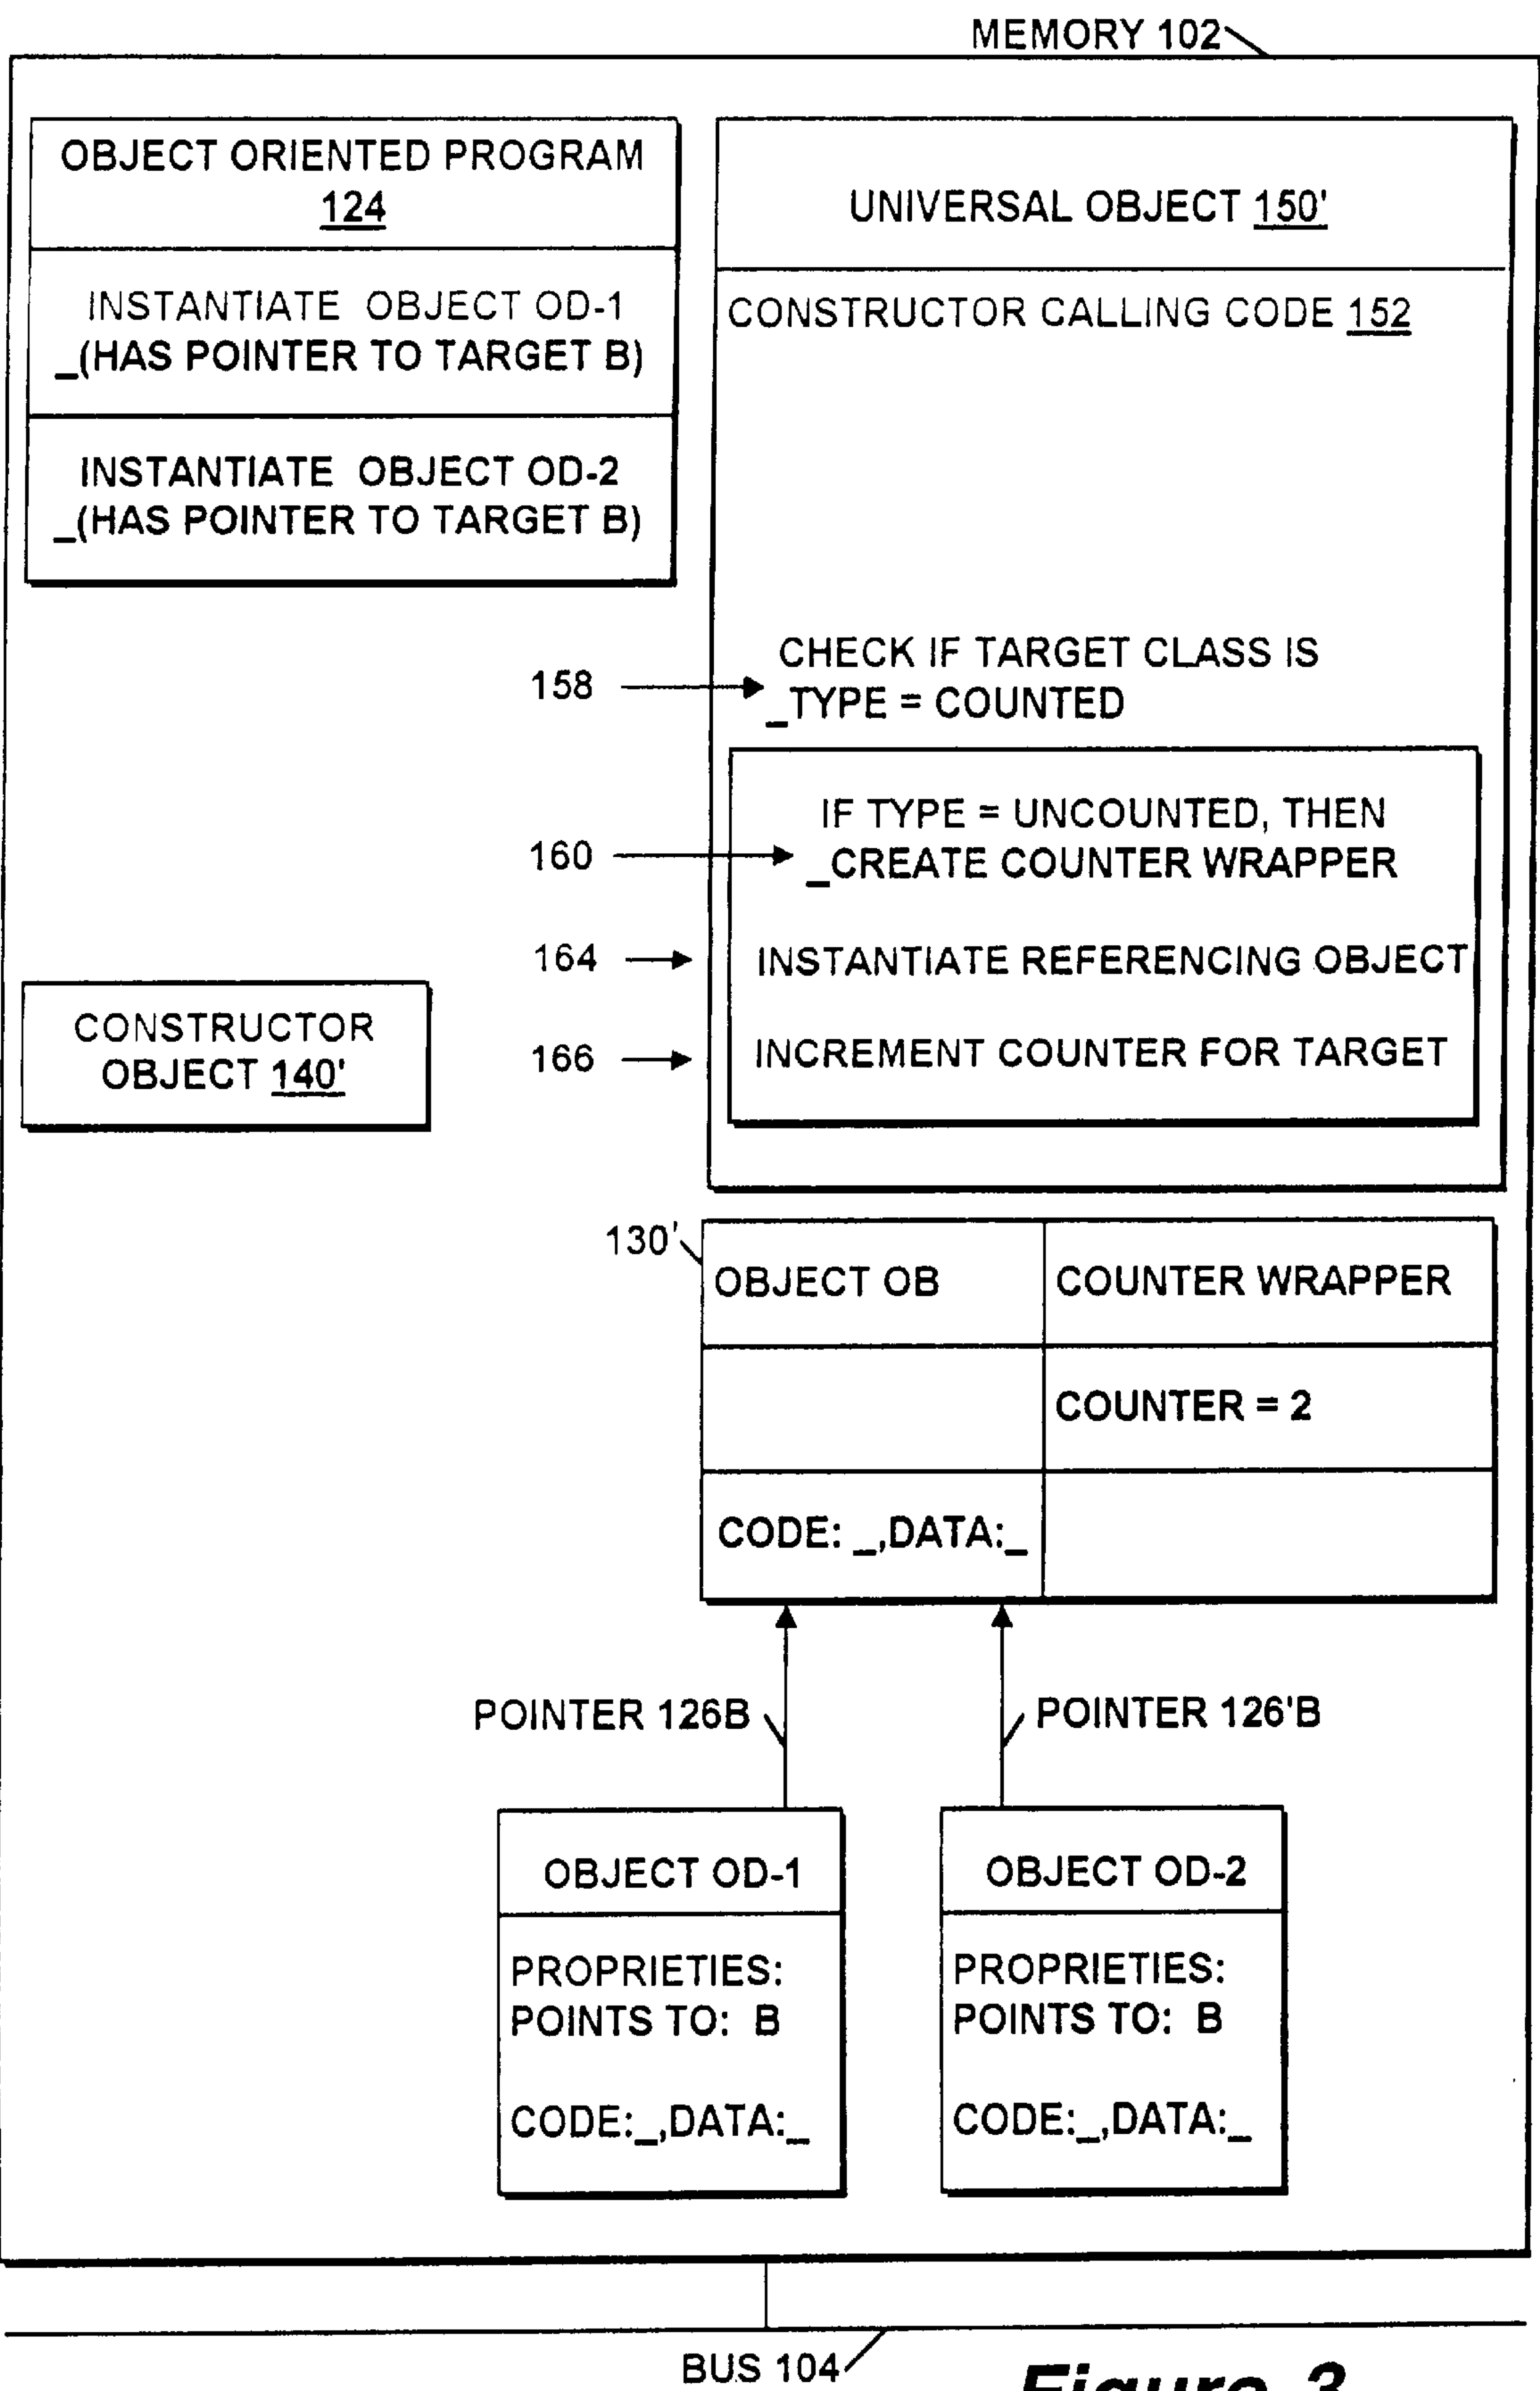 MEMORY 102
OBJECT ORIENTED PROGRAM
124
INSTANTIATE OBJECT OD-1
_(HAS POINTER TO TARGET B)
INSTANTIATE OBJECT OD-2
_(HAS POINTER TO TARGET B)
UNIVERSAL OBJECT 150'
CONSTRUCTOR CALLING CODE 152
158
CHECK IF TARGET CLASS IS
_TYPE = COUNTED
160
IF TYPE = UNCOUNTED, THEN
_CREATE COUNTER WRAPPER
164
INSTANTIATE REFERENCING OBJECT
166
INCREMENT COUNTER FOR TARGET
CONSTRUCTOR
OBJECT 140'
130'
OBJECT OB
COUNTER WRAPPER
COUNTER = 2
CODE: _,DATA:_
POINTER 126B
POINTER 126'B
OBJECT OD-1
PROPRIETIES:
POINTS TO: B
CODE:_,DATA:_
OBJECT OD-2
PROPRIETIES:
POINTS TO: B
CODE:_,DATA:_
BUS 104
Figure 3